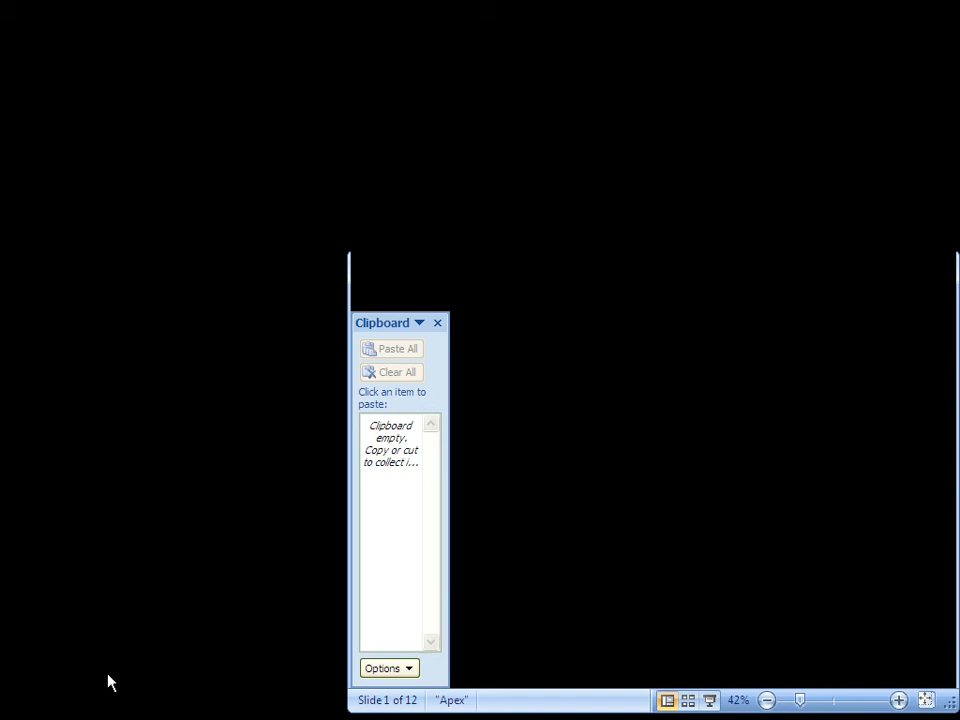 Clipboard
Paste All
Clear All
Click an item to
paste:
Clipboard
empty.
Copy or cut
to collect i...
Options
Slide 1 of 12
"Apex"
42%